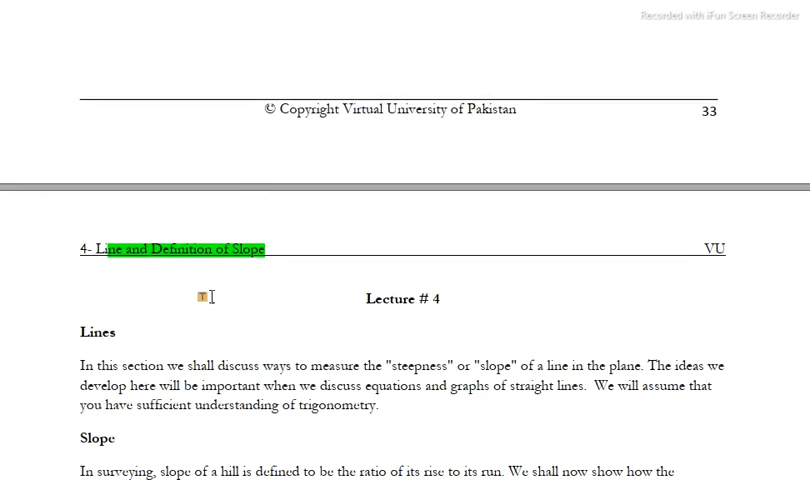 Recorded with iFun Screen Recorder
© Copyright Virtual University of Pakistan 33
4- Line and Definition of Slope VU
T
Lecture # 4
Lines
In this section we shall discuss ways to measure the "steepness" or "slope" of a line in the plane. The ideas we
develop here will be important when we discuss equations and graphs of straight lines.  We will assume that
you have sufficient understanding of trigonometry.
Slope
In surveying, slope of a hill is defined to be the ratio of its rise to its run. We shall now show how the